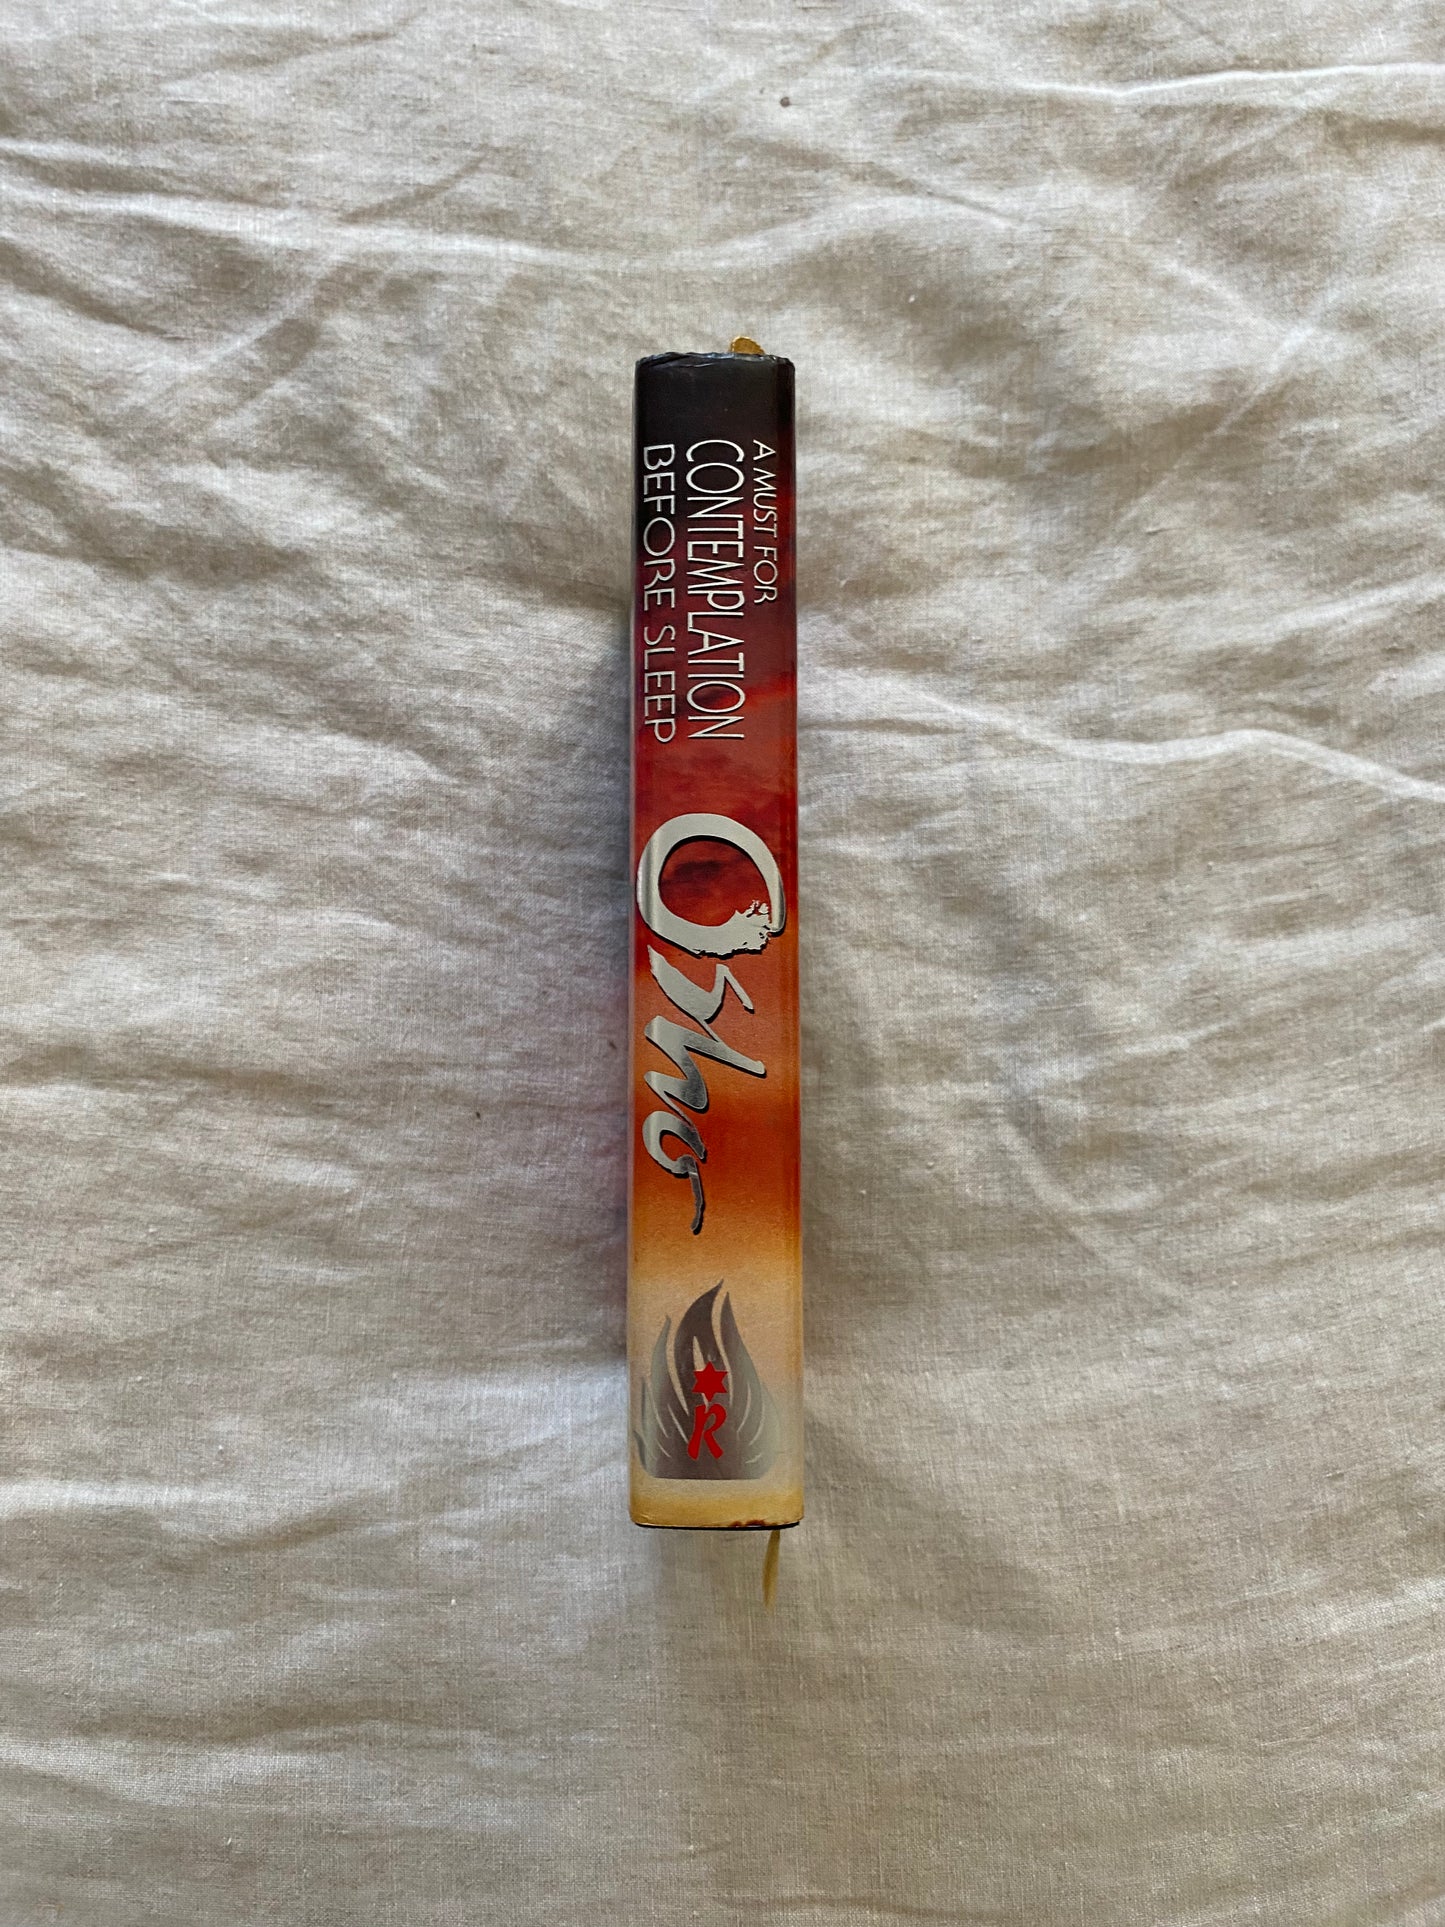 A MUST FOR
CONTEMPLATION
BEFORE SLEEP
Osho
R